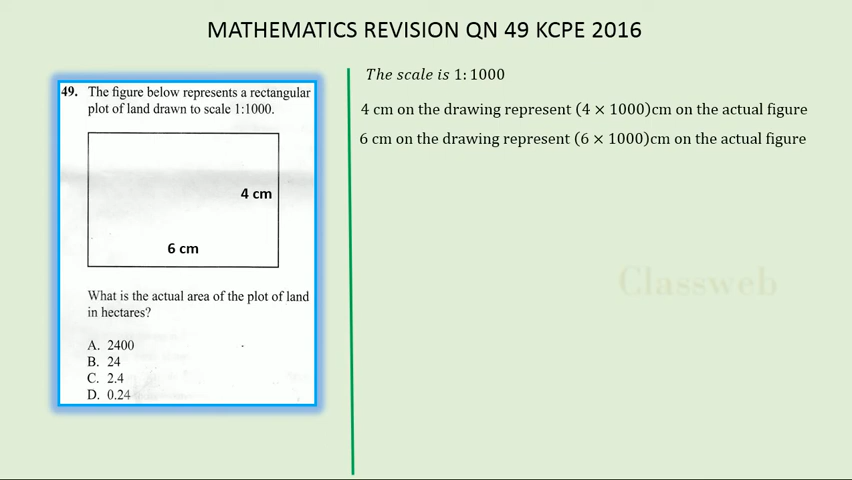 MATHEMATICS REVISION QN 49 KCPE 2016
49. The figure below represents a rectangular
plot of land drawn to scale 1:1000.
4 cm
6 cm
What is the actual area of the plot of land
in hectares?
A. 2400
B. 24
C. 2.4
D. 0.24
The scale is 1: 1000
4 cm on the drawing represent (4 × 1000)cm on the actual figure
6 cm on the drawing represent (6 × 1000)cm on the actual figure
Classweb